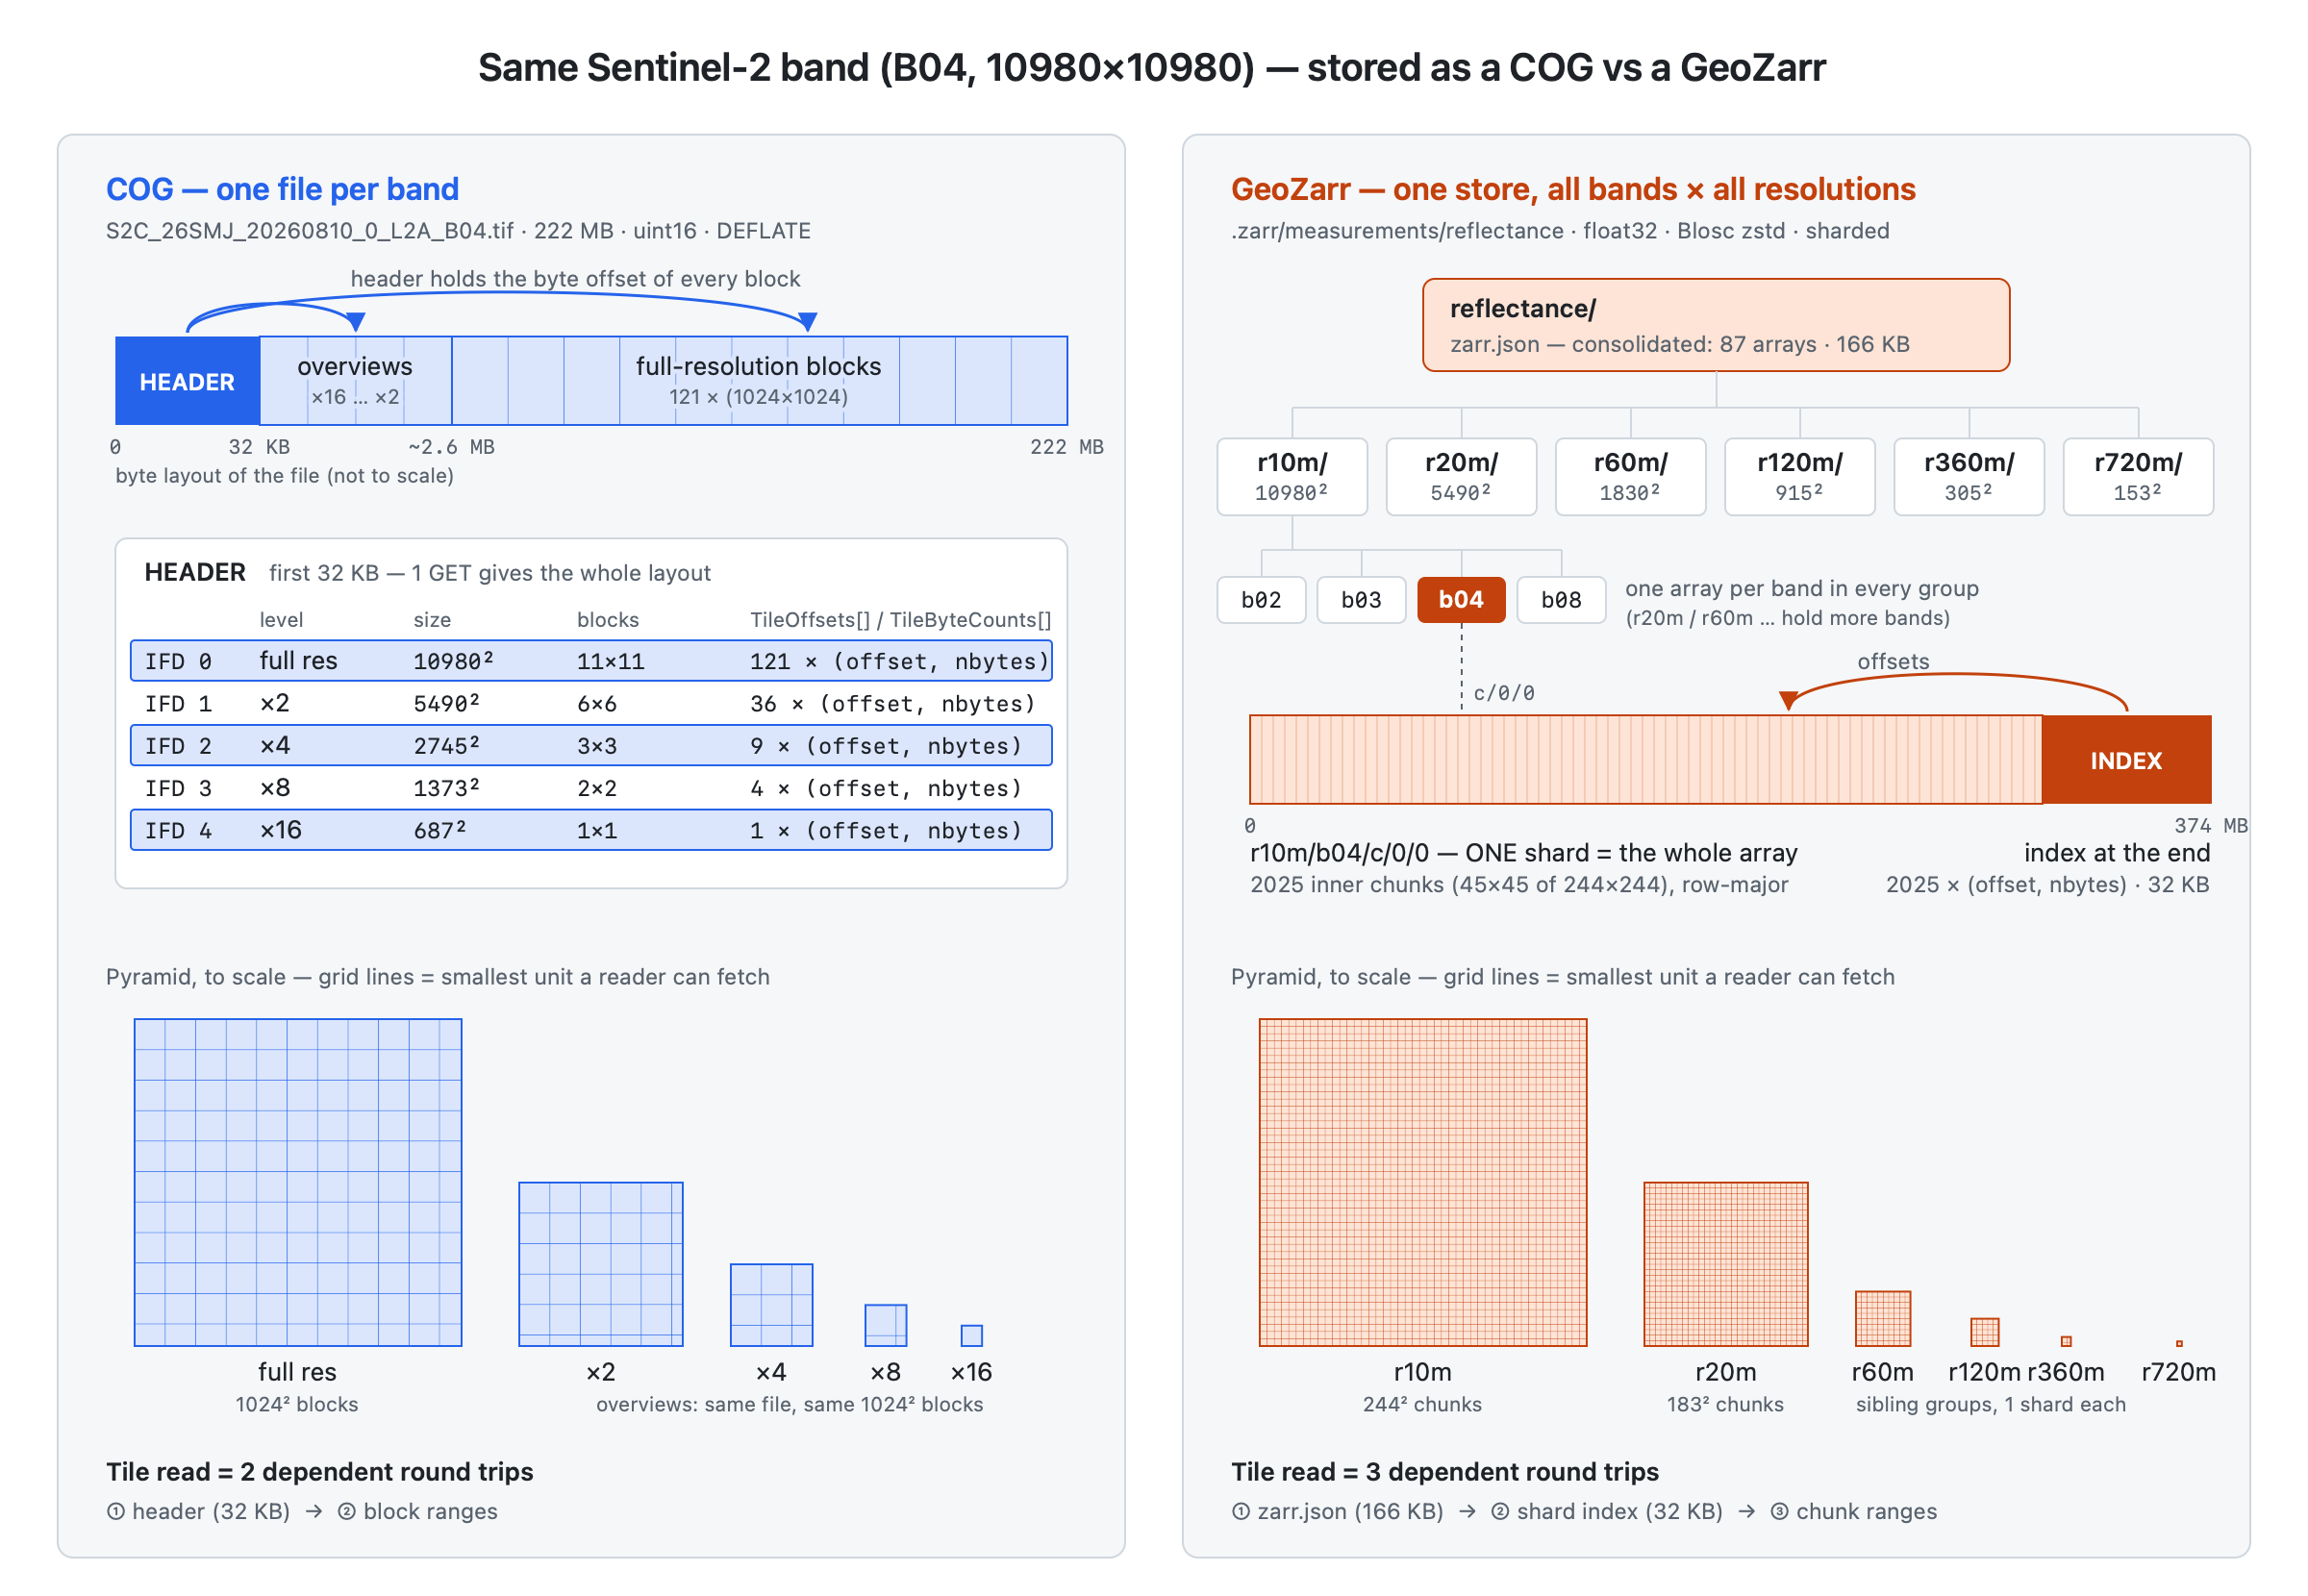 Same Sentinel-2 band (B04, 10980×10980) — stored as a COG vs a GeoZarr
COG — one file per band
S2C_26SMJ_20260810_0_L2A_B04.tif · 222 MB · uint16 · DEFLATE
header holds the byte offset of every block
HEADER
overviews
×16 … ×2
full-resolution blocks
121 × (1024×1024)
0
32 KB
~2.6 MB
222 MB
byte layout of the file (not to scale)
HEADER first 32 KB — 1 GET gives the whole layout
level size blocks TileOffsets[] / TileByteCounts[]
IFD 0 full res 10980² 11×11 121 × (offset, nbytes)
IFD 1 ×2 5490² 6×6 36 × (offset, nbytes)
IFD 2 ×4 2745² 3×3 9 × (offset, nbytes)
IFD 3 ×8 1373² 2×2 4 × (offset, nbytes)
IFD 4 ×16 687² 1×1 1 × (offset, nbytes)
Pyramid, to scale — grid lines = smallest unit a reader can fetch
full res ×2 ×4 ×8 ×16
1024² blocks overviews: same file, same 1024² blocks
Tile read = 2 dependent round trips
① header (32 KB) → ② block ranges
GeoZarr — one store, all bands × all resolutions
.zarr/measurements/reflectance · float32 · Blosc zstd · sharded
reflectance/
zarr.json — consolidated: 87 arrays · 166 KB
r10m/ r20m/ r60m/ r120m/ r360m/ r720m/
10980² 5490² 1830² 915² 305² 153²
b02 b03 b04 b08
one array per band in every group
(r20m / r60m … hold more bands)
offsets
c/0/0
INDEX
0
374 MB
r10m/b04/c/0/0 — ONE shard = the whole array
2025 inner chunks (45×45 of 244×244), row-major
index at the end
2025 × (offset, nbytes) · 32 KB
Pyramid, to scale — grid lines = smallest unit a reader can fetch
r10m r20m r60m r120m r360m r720m
244² chunks 183² chunks sibling groups, 1 shard each
Tile read = 3 dependent round trips
① zarr.json (166 KB) → ② shard index (32 KB) → ③ chunk ranges